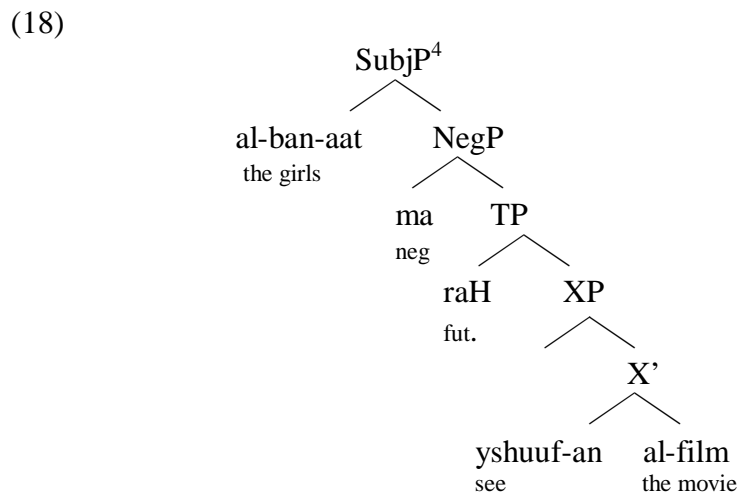 (18)
SubjP⁴
al-ban-aat NegP
the girls
ma TP
neg
raH XP
fut.
X’
yshuuf-an al-film
see the movie